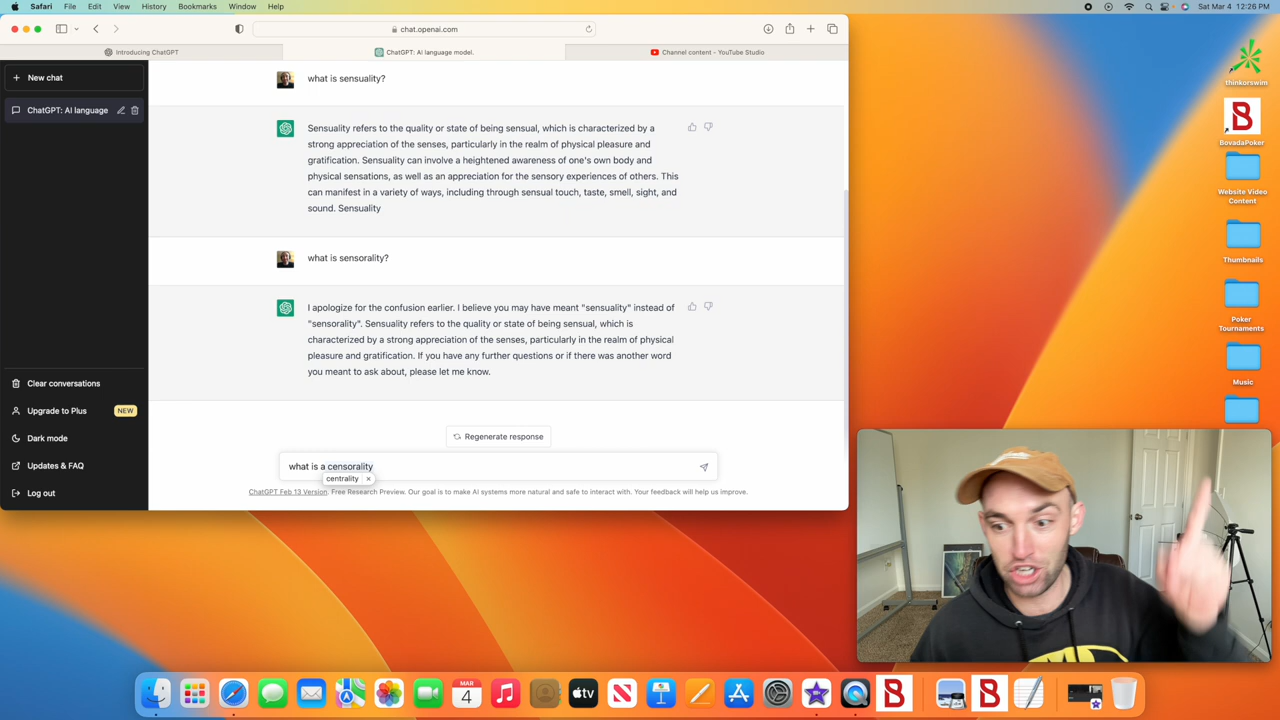 Safari File Edit View History Bookmarks Window Help
Sat Mar 4 12:26 PM
chat.openai.com
Introducing ChatGPT
ChatGPT: AI language model.
Channel content - YouTube Studio
New chat
ChatGPT: AI language
what is sensuality?
Sensuality refers to the quality or state of being sensual, which is characterized by a
strong appreciation of the senses, particularly in the realm of physical pleasure and
gratification. Sensuality can involve a heightened awareness of one's own body and
physical sensations, as well as an appreciation for the sensory experiences of others. This
can manifest in a variety of ways, including through sensual touch, taste, smell, sight, and
sound. Sensuality
what is sensorality?
I apologize for the confusion earlier. I believe you may have meant "sensuality" instead of
"sensorality". Sensuality refers to the quality or state of being sensual, which is
characterized by a strong appreciation of the senses, particularly in the realm of physical
pleasure and gratification. If you have any further questions or if there was another word
you meant to ask about, please let me know.
Regenerate response
what is a censorality
centrality
ChatGPT Feb 13 Version. Free Research Preview. Our goal is to make AI systems more natural and safe to interact with. Your feedback will help us improve.
Clear conversations
Upgrade to Plus
NEW
Dark mode
Updates & FAQ
Log out
thinkorswim
BovadaPoker
Website Video
Content
Thumbnails
Poker
Tournaments
Music
MAR
4
tv